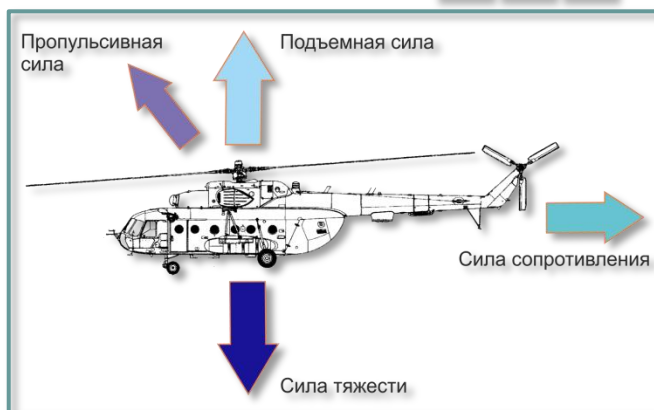 Пропульсивная
сила
Подъемная сила
Сила сопротивления
Сила тяжести